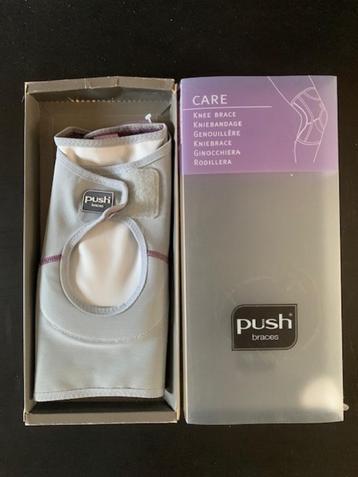 CARE
KNEE BRACE
KNIEBANDAGE
GENOUILLÈRE
KNIEBRACE
GINOCCHIERA
RODILLERA
push
braces
push®
braces